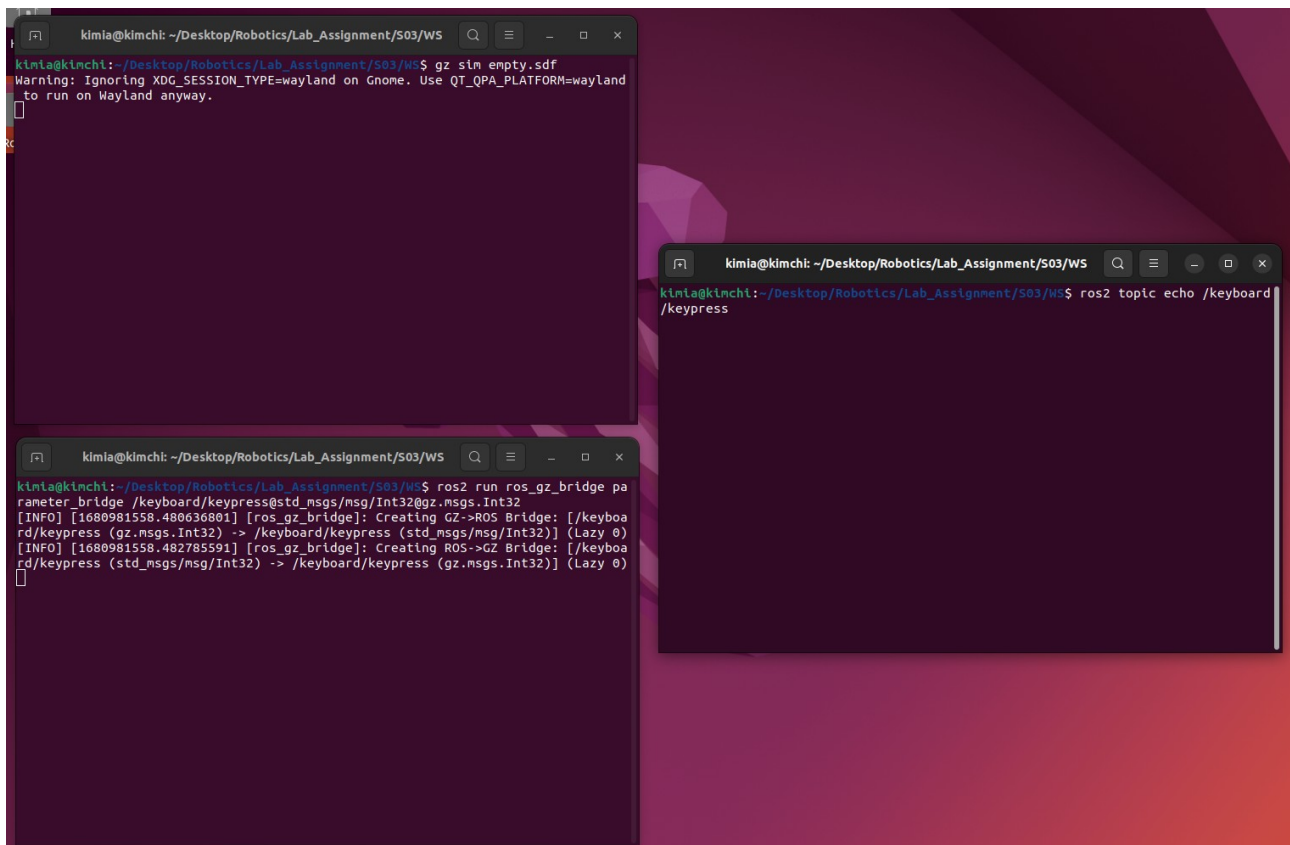 kimia@kimchi: ~/Desktop/Robotics/Lab_Assignment/S03/WS
kimia@kimchi:~/Desktop/Robotics/Lab_Assignment/S03/WS$ gz sim empty.sdf
Warning: Ignoring XDG_SESSION_TYPE=wayland on Gnome. Use QT_QPA_PLATFORM=wayland
to run on Wayland anyway.
kimia@kimchi: ~/Desktop/Robotics/Lab_Assignment/S03/WS
kimia@kimchi:~/Desktop/Robotics/Lab_Assignment/S03/WS$ ros2 topic echo /keyboard
/keypress
kimia@kimchi: ~/Desktop/Robotics/Lab_Assignment/S03/WS
kimia@kimchi:~/Desktop/Robotics/Lab_Assignment/S03/WS$ ros2 run ros_gz_bridge pa
rameter_bridge /keyboard/keypress@std_msgs/msg/Int32@gz.msgs.Int32
[INFO] [1680981558.480636801] [ros_gz_bridge]: Creating GZ->ROS Bridge: [/keyboa
rd/keypress (gz.msgs.Int32) -> /keyboard/keypress (std_msgs/msg/Int32)] (Lazy 0)
[INFO] [1680981558.482785591] [ros_gz_bridge]: Creating ROS->GZ Bridge: [/keyboa
rd/keypress (std_msgs/msg/Int32) -> /keyboard/keypress (gz.msgs.Int32)] (Lazy 0)